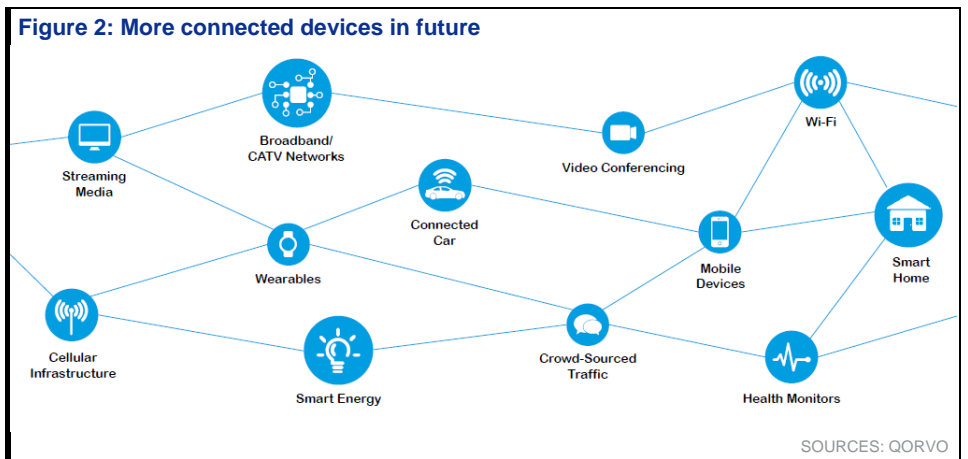 Figure 2: More connected devices in future
Wi-Fi
Broadband/
CATV Networks
Video Conferencing
Streaming
Media
Connected
Car
Smart
Home
Mobile
Devices
Wearables
Cellular
Infrastructure
Crowd-Sourced
Traffic
Smart Energy
Health Monitors
SOURCES: QORVO